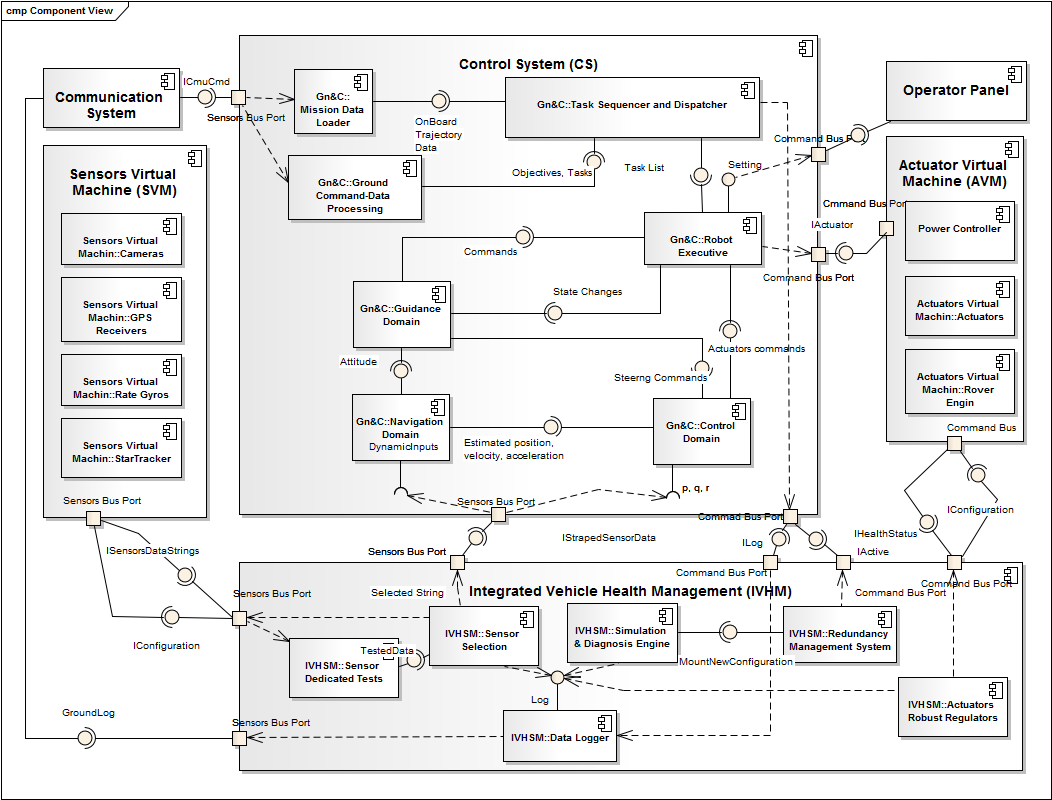 cmp Component View
Control System (CS)
Communication
System
ICmuCmd
Sensors Bus Port
Gn&C::
Mission Data
Loader
OnBoard
Trajectory
Data
Gn&C::Task Sequencer and Dispatcher
Operator Panel
Command Bus Port
Gn&C::Ground
Command-Data
Processing
Objectives, Tasks
Task List
Setting
Sensors Virtual
Machine (SVM)
Sensors Virtual
Machin::Cameras
Sensors Virtual
Machin::GPS
Receivers
Sensors Virtual
Machin::Rate Gyros
Sensors Virtual
Machin::StarTracker
Sensors Bus Port
Actuator Virtual
Machine (AVM)
Cmmand Bus Port
IActuator
Power Controller
Actuators Virtual
Machin::Actuators
Actuators Virtual
Machin::Rover
Engin
Command Bus
Gn&C::Robot
Executive
Command Bus Port
Commands
State Changes
Gn&C::Guidance
Domain
Attitude
Actuators commands
Steerng Commands
Gn&C::Navigation
Domain
DynamicInputs
Estimated position,
velocity, acceleration
Gn&C::Control
Domain
p, q, r
Sensors Bus Port
Commad Bus Port
ISensorsDataStrings
IConfiguration
Sensors Bus Port
IStrapedSensorData
ILog
IActive
IHealthStatus
IConfiguration
Sensors Bus Port
Selected String
Integrated Vehicle Health Management (IVHM)
Command Bus Port
Command Bus Port
Command Bus Port
IVHSM::Sensor
Selection
IVHSM::Simulation
& Diagnosis Engine
IVHSM::Redundancy
Management System
TestedData
IVHSM::Sensor
Dedicated Tests
MountNewConfiguration
Log
IVHSM::Actuators
Robust Regulators
GroundLog
Sensors Bus Port
IVHSM::Data Logger